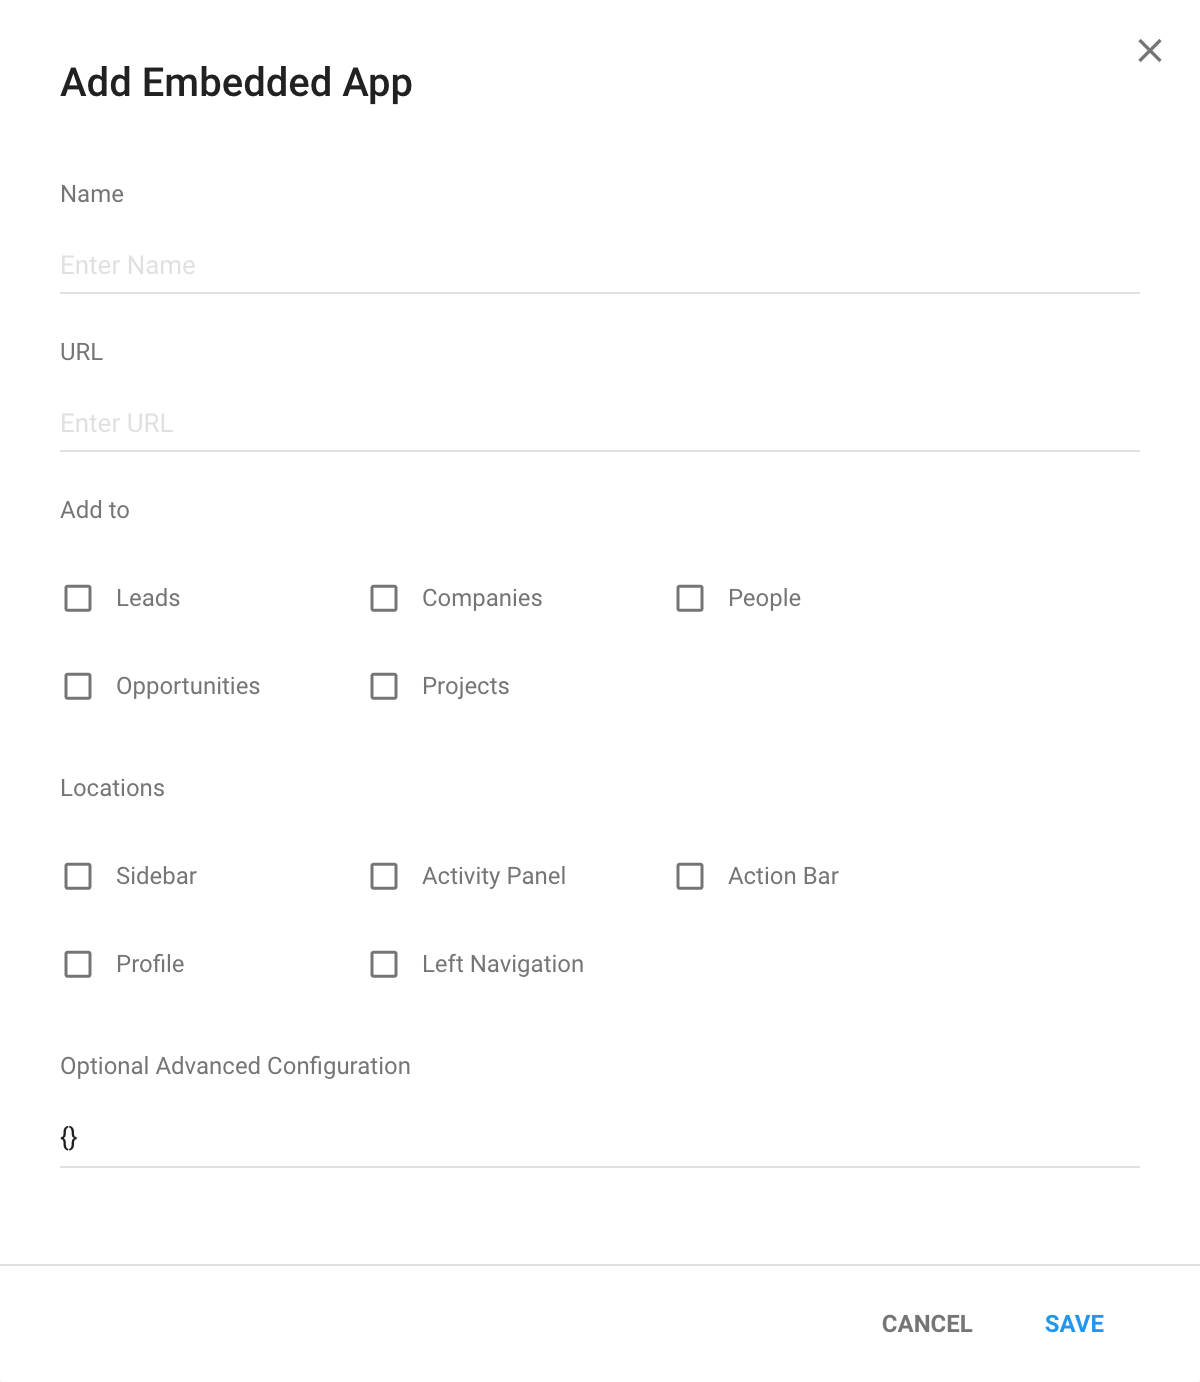 Add Embedded App
Name
Enter Name
URL
Enter URL
Add to
Leads Companies People
Opportunities Projects
Locations
Sidebar Activity Panel Action Bar
Profile Left Navigation
Optional Advanced Configuration
{}
CANCEL SAVE